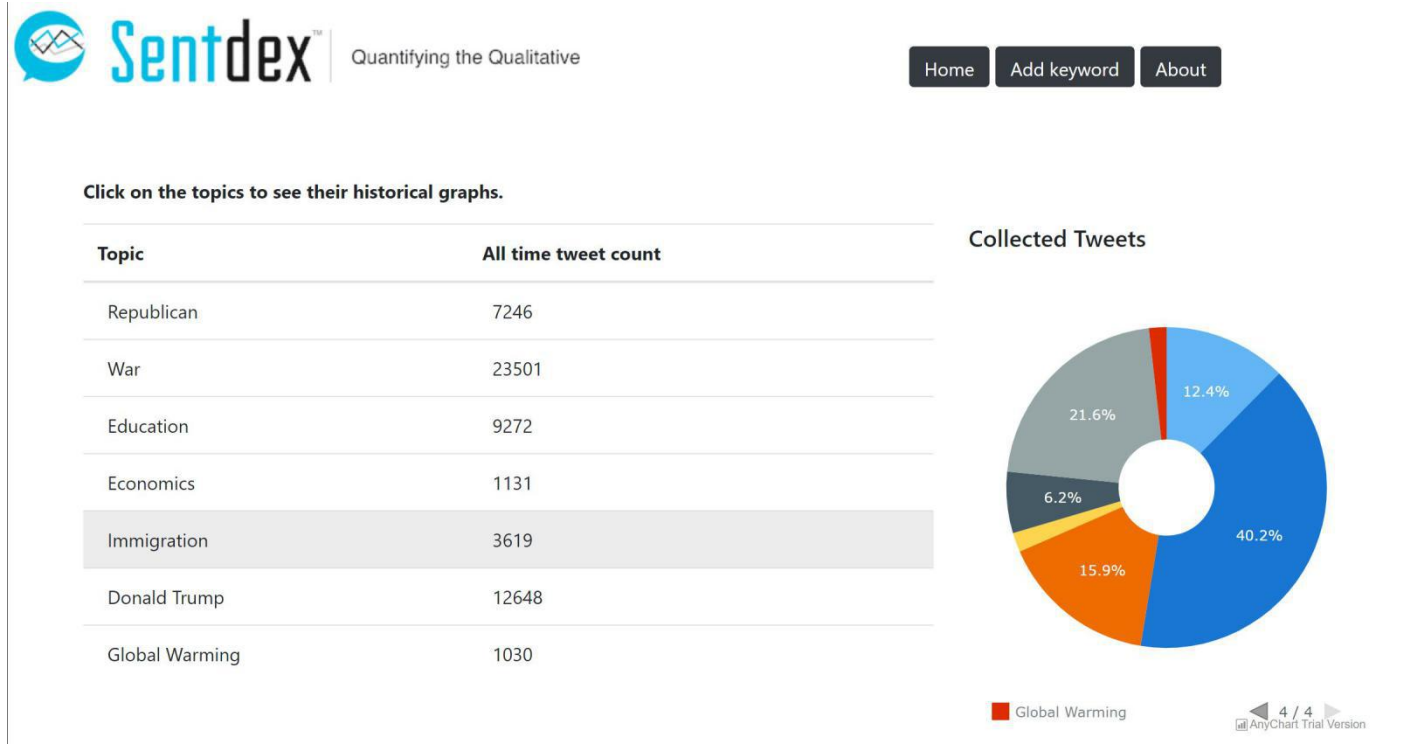 Sentdex™
Quantifying the Qualitative
Home Add keyword About
Click on the topics to see their historical graphs.
Topic All time tweet count
Republican 7246
War 23501
Education 9272
Economics 1131
Immigration 3619
Donald Trump 12648
Global Warming 1030
Collected Tweets
12.4%
21.6%
6.2%
40.2%
15.9%
Global Warming 4 / 4
AnyChart Trial Version